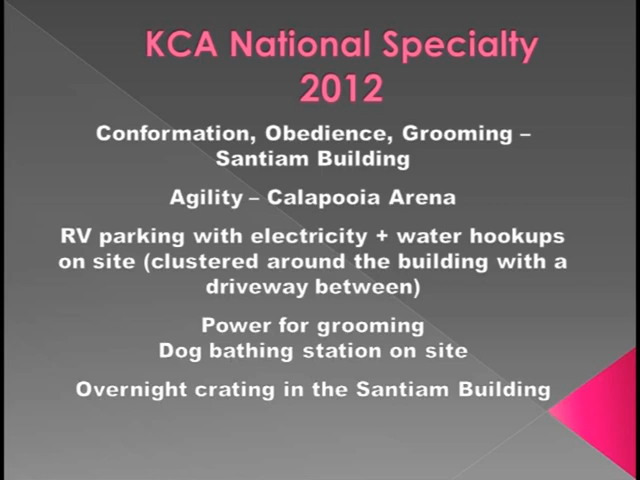 KCA National Specialty
2012
Conformation, Obedience, Grooming –
Santiam Building
Agility – Calapooia Arena
RV parking with electricity + water hookups
on site (clustered around the building with a
driveway between)
Power for grooming
Dog bathing station on site
Overnight crating in the Santiam Building